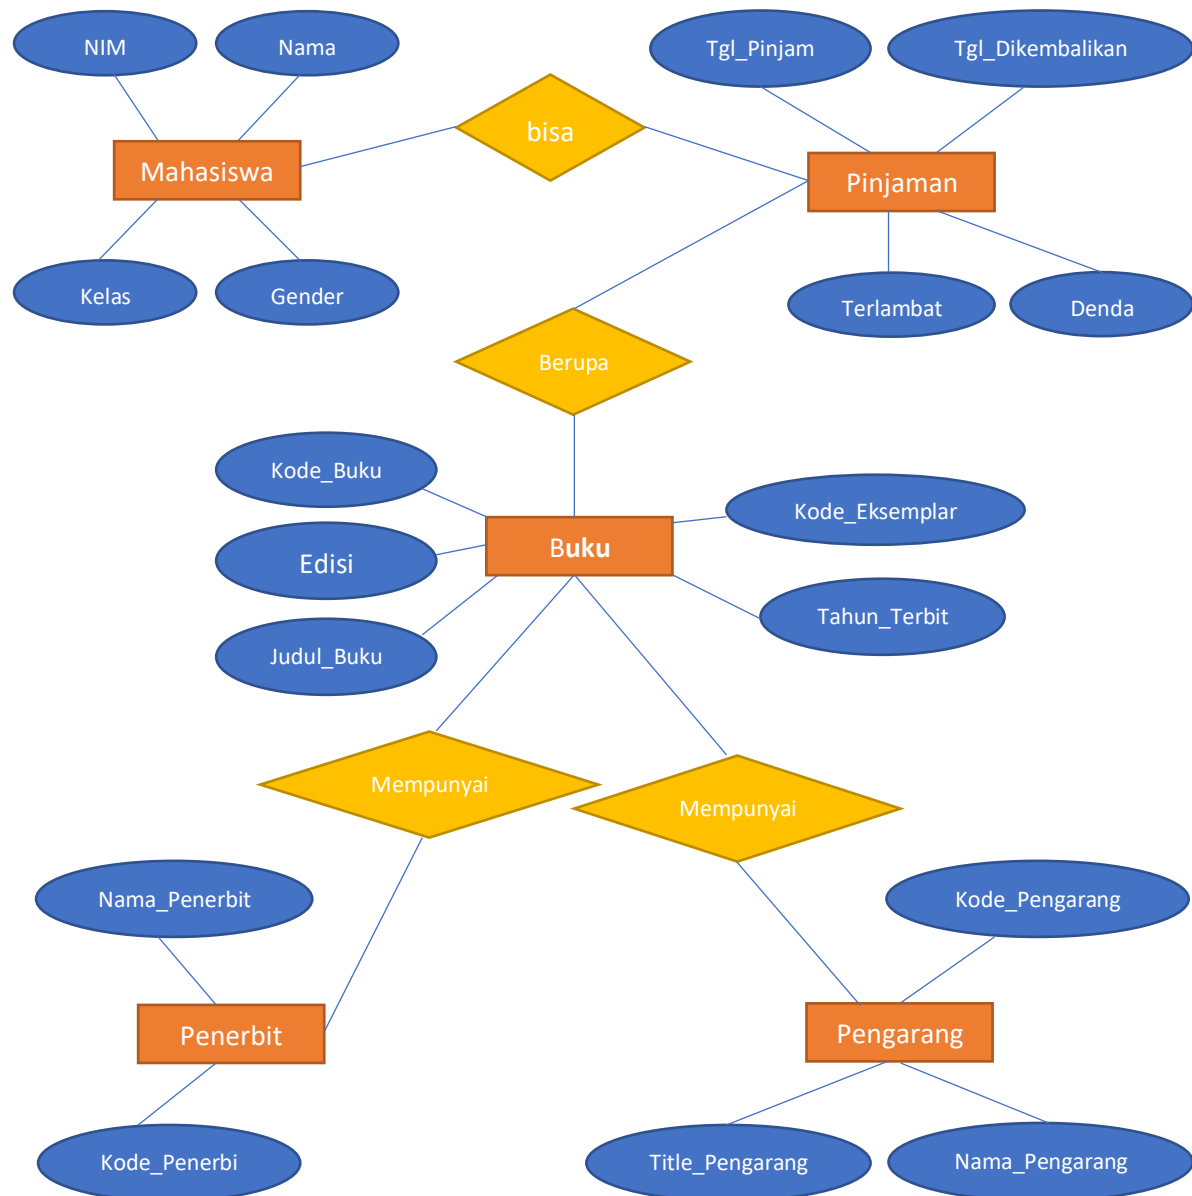 NIM
Nama
Tgl_Pinjam
Tgl_Dikembalikan
bisa
Mahasiswa
Pinjaman
Kelas
Gender
Terlambat
Denda
Berupa
Kode_Buku
Kode_Eksemplar
Buku
Edisi
Tahun_Terbit
Judul_Buku
Mempunyai
Mempunyai
Nama_Penerbit
Kode_Pengarang
Penerbit
Pengarang
Kode_Penerbi
Title_Pengarang
Nama_Pengarang